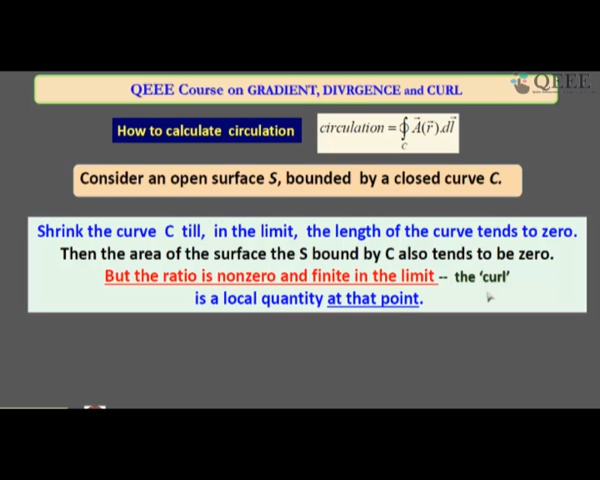 QEEE
QEEE Course on GRADIENT, DIVRGENCE and CURL
How to calculate circulation
circulation = ∮_C A⃗(r⃗).dl⃗
Consider an open surface S, bounded by a closed curve C.
Shrink the curve C till, in the limit, the length of the curve tends to zero.
Then the area of the surface the S bound by C also tends to be zero.
But the ratio is nonzero and finite in the limit -- the ‘curl’
is a local quantity at that point.